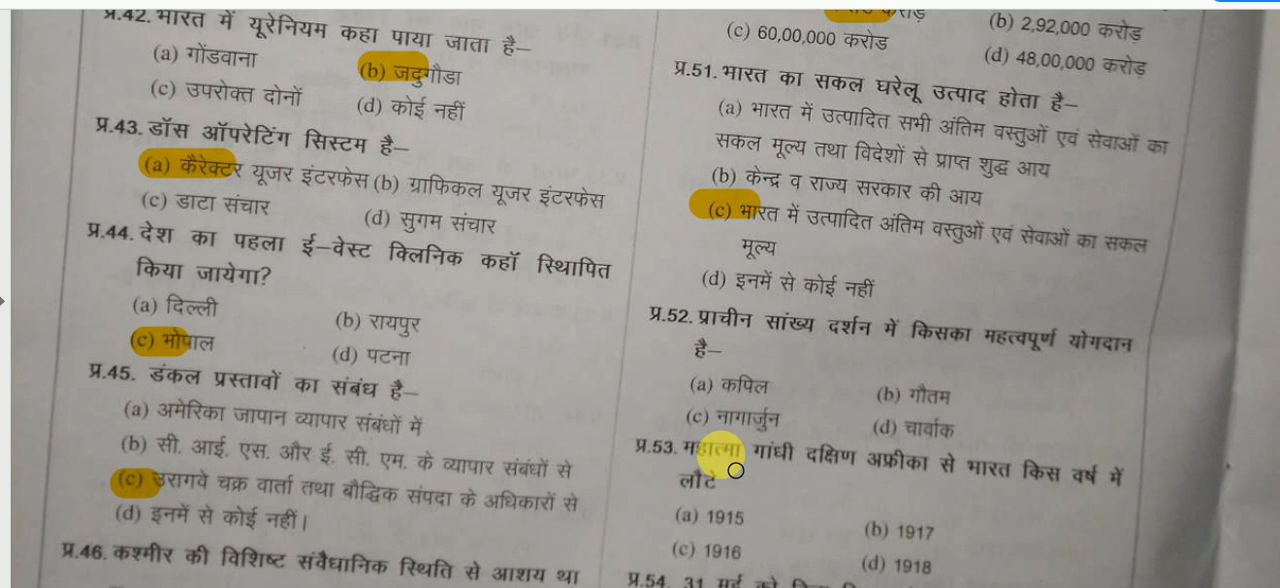 प्र.42. भारत में यूरेनियम कहा पाया जाता है–
(a) गोंडवाना
(b) जदुगौडा
(c) उपरोक्त दोनों
(d) कोई नहीं
प्र.43. डॉस ऑपरेटिंग सिस्टम है–
(a) कैरेक्टर यूजर इंटरफेस (b) ग्राफिकल यूजर इंटरफेस
(c) डाटा संचार
(d) सुगम संचार
प्र.44. देश का पहला ई–वेस्ट क्लिनिक कहाँ स्थापित
किया जायेगा?
(a) दिल्ली
(b) रायपुर
(c) भोपाल
(d) पटना
प्र.45. डंकल प्रस्तावों का संबंध है–
(a) अमेरिका जापान व्यापार संबंधों में
(b) सी. आई. एस. और ई. सी. एम. के व्यापार संबंधों से
(c) उरागवे चक्र वार्ता तथा बौद्धिक संपदा के अधिकारों से
(d) इनमें से कोई नहीं।
प्र.46. कश्मीर की विशिष्ट संवैधानिक स्थिति से आशय था
करोड़
(b) 2,92,000 करोड़
(c) 60,00,000 करोड
(d) 48,00,000 करोड़
प्र.51. भारत का सकल घरेलू उत्पाद होता है–
(a) भारत में उत्पादित सभी अंतिम वस्तुओं एवं सेवाओं का
सकल मूल्य तथा विदेशों से प्राप्त शुद्ध आय
(b) केन्द्र व राज्य सरकार की आय
(c) भारत में उत्पादित अंतिम वस्तुओं एवं सेवाओं का सकल
मूल्य
(d) इनमें से कोई नहीं
प्र.52. प्राचीन सांख्य दर्शन में किसका महत्वपूर्ण योगदान
है–
(a) कपिल
(b) गौतम
(c) नागार्जुन
(d) चार्वाक
प्र.53. महात्मा गांधी दक्षिण अफ्रीका से भारत किस वर्ष में
लौटे
(a) 1915
(b) 1917
(c) 1916
(d) 1918
प्र.54. 31 मई को